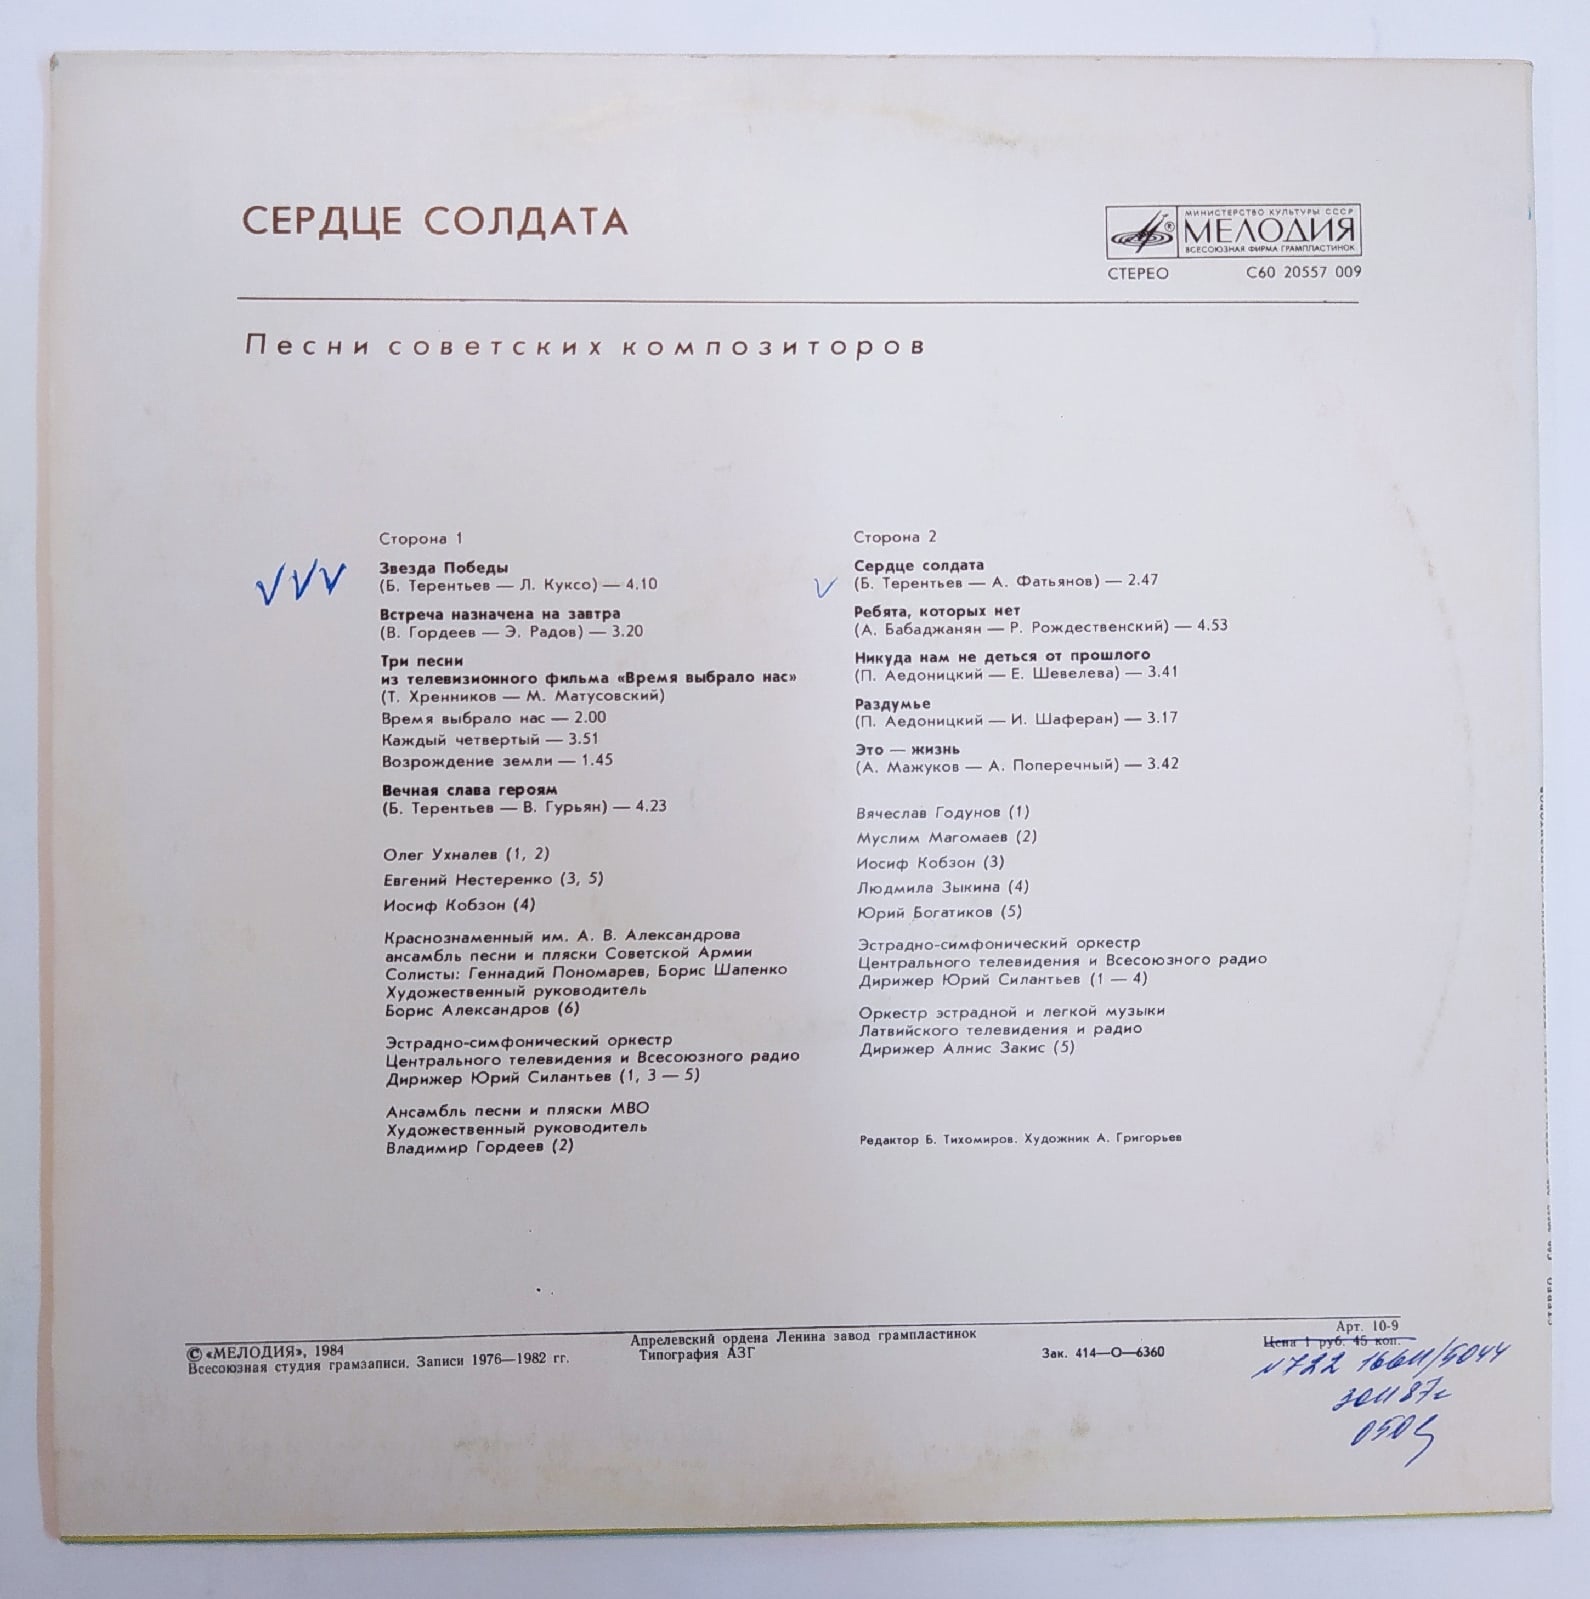 СЕРДЦЕ СОЛДАТА
МИНИСТЕРСТВО КУЛЬТУРЫ СССР
МЕЛОДИЯ
ВСЕСОЮЗНАЯ ФИРМА ГРАМПЛАСТИНОК
СТЕРЕО С60 20557 009
Песни советских композиторов
Сторона 1
Звезда Победы
(Б. Терентьев — Л. Куксо) — 4.10
Встреча назначена на завтра
(В. Гордеев — Э. Радов) — 3.20
Три песни
из телевизионного фильма «Время выбрало нас»
(Т. Хренников — М. Матусовский)
Время выбрало нас — 2.00
Каждый четвертый — 3.51
Возрождение земли — 1.45
Вечная слава героям
(Б. Терентьев — В. Гурьян) — 4.23
Олег Ухналев (1, 2)
Евгений Нестеренко (3, 5)
Иосиф Кобзон (4)
Краснознаменный им. А. В. Александрова
ансамбль песни и пляски Советской Армии
Солисты: Геннадий Пономарев, Борис Шапенко
Художественный руководитель
Борис Александров (6)
Эстрадно-симфонический оркестр
Центрального телевидения и Всесоюзного радио
Дирижер Юрий Силантьев (1, 3 — 5)
Ансамбль песни и пляски МВО
Художественный руководитель
Владимир Гордеев (2)
Сторона 2
Сердце солдата
(Б. Терентьев — А. Фатьянов) — 2.47
Ребята, которых нет
(А. Бабаджанян — Р. Рождественский) — 4.53
Никуда нам не деться от прошлого
(П. Аедоницкий — Е. Шевелева) — 3.41
Раздумье
(П. Аедоницкий — И. Шаферан) — 3.17
Это — жизнь
(А. Мажуков — А. Поперечный) — 3.42
Вячеслав Годунов (1)
Муслим Магомаев (2)
Иосиф Кобзон (3)
Людмила Зыкина (4)
Юрий Богатиков (5)
Эстрадно-симфонический оркестр
Центрального телевидения и Всесоюзного радио
Дирижер Юрий Силантьев (1 — 4)
Оркестр эстрадной и легкой музыки
Латвийского телевидения и радио
Дирижер Алнис Закис (5)
Редактор Б. Тихомиров. Художник А. Григорьев
© «МЕЛОДИЯ», 1984
Всесоюзная студия грамзаписи. Записи 1976—1982 гг.
Апрелевский ордена Ленина завод грампластинок
Типография АЗГ
Зак. 414—О—6360
Арт. 10-9
Цена 1 руб. 45 коп.